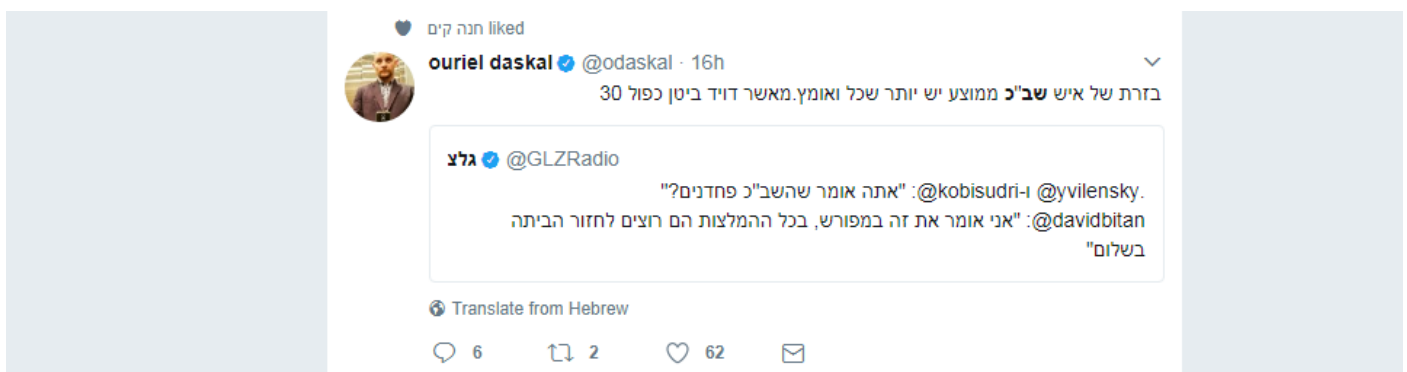 חנה קים liked
ouriel daskal @odaskal · 16h
בזרת של איש שב"כ ממוצע יש יותר שכל ואומץ.מאשר דויד ביטן כפול 30
גלצ @GLZRadio
.@yvilensky ו-@kobisudri: "אתה אומר שהשב"כ פחדנים?"
@davidbitan: "אני אומר את זה במפורש, בכל ההמלצות הם רוצים לחזור הביתה
בשלום"
Translate from Hebrew
6 2 62